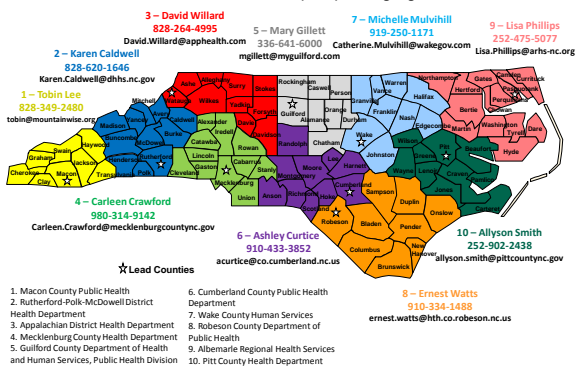 3 – David Willard
828-264-4995
David.Willard@apphealth.com
5 – Mary Gillett
336-641-6000
mgillett@myguilford.com
7 – Michelle Mulvihill
919-250-1171
Catherine.Mulvihill@wakegov.com
9 – Lisa Phillips
252-475-5077
Lisa.Phillips@arhs-nc.org
2 – Karen Caldwell
828-620-1646
Karen.Caldwell@dhhs.nc.gov
1 – Tobin Lee
828-349-2480
tobin@mountainwise.org
Ashe
Alleghany
Surry
Stokes
Rockingham
Caswell
Person
Granville
Vance
Warren
Northampton
Gates
Camden
Currituck
Pasquotank
Perquimans
Chowan
Hertford
Halifax
Bertie
Watauga
Wilkes
Yadkin
Forsyth
Guilford
Alamance
Orange
Durham
Franklin
Nash
Edgecombe
Martin
Washington
Tyrrell
Dare
Mitchell
Avery
Yancey
Caldwell
Alexander
Davie
Davidson
Randolph
Chatham
Wake
Wilson
Pitt
Beaufort
Hyde
Madison
Buncombe
McDowell
Burke
Catawba
Iredell
Rowan
Johnston
Greene
Swain
Haywood
Graham
Jackson
Macon
Cherokee
Clay
Transylvania
Henderson
Polk
Rutherford
Cleveland
Lincoln
Gaston
Mecklenburg
Cabarrus
Stanly
Union
Montgomery
Moore
Lee
Harnett
Wayne
Lenoir
Craven
Pamlico
Jones
Carteret
Anson
Richmond
Scotland
Hoke
Cumberland
Sampson
Duplin
Onslow
Robeson
Bladen
Pender
Columbus
New
Hanover
Brunswick
4 – Carleen Crawford
980-314-9142
Carleen.Crawford@mecklenburgcountync.gov
6 – Ashley Curtice
910-433-3852
acurtice@co.cumberland.nc.us
10 – Allyson Smith
252-902-2438
allyson.smith@pittcountync.gov
8 – Ernest Watts
910-334-1488
ernest.watts@hth.co.robeson.nc.us
Lead Counties
1. Macon County Public Health
2. Rutherford-Polk-McDowell District
Health Department
3. Appalachian District Health Department
4. Mecklenburg County Health Department
5. Guilford County Department of Health
and Human Services, Public Health Division
6. Cumberland County Public Health
Department
7. Wake County Human Services
8. Robeson County Department of
Public Health
9. Albemarle Regional Health Services
10. Pitt County Health Department